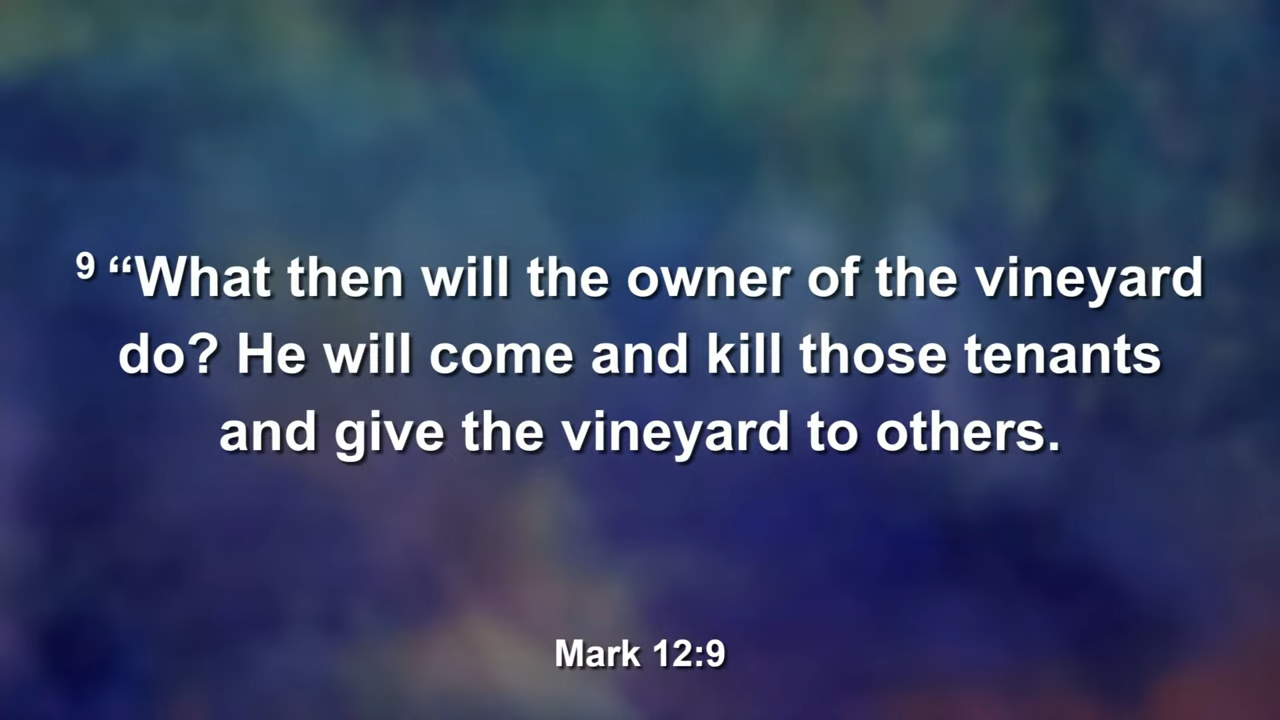 9 “What then will the owner of the vineyard
do? He will come and kill those tenants
and give the vineyard to others.
Mark 12:9